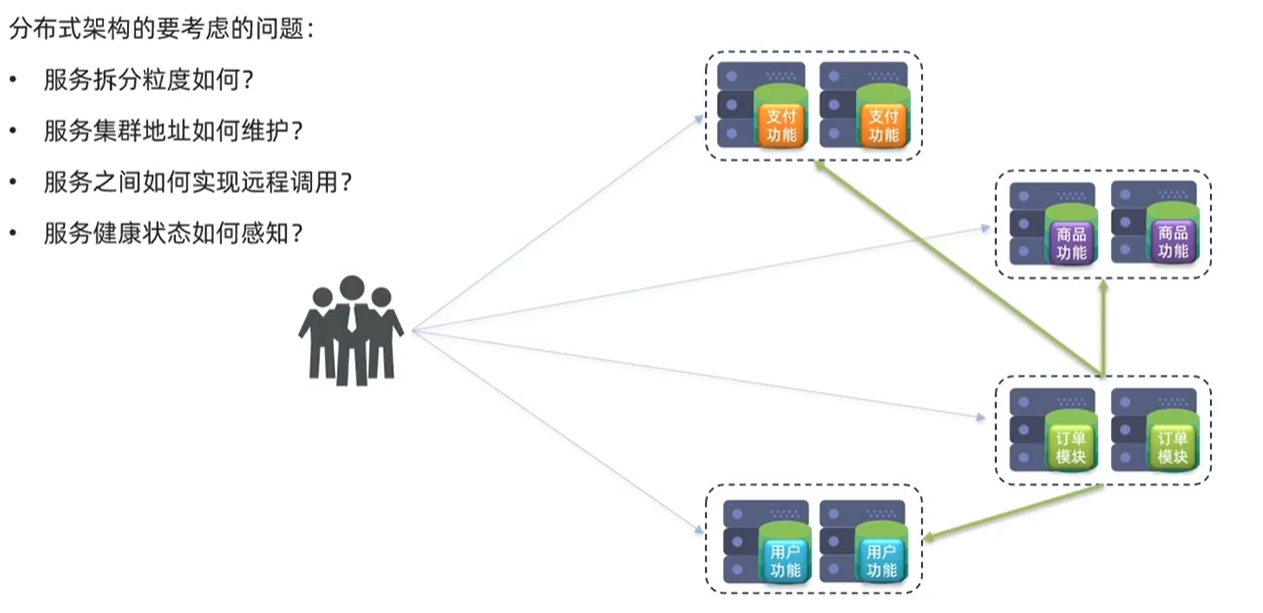 分布式架构的要考虑的问题：
• 服务拆分粒度如何？
• 服务集群地址如何维护？
• 服务之间如何实现远程调用？
• 服务健康状态如何感知？
支付
功能
支付
功能
商品
功能
商品
功能
订单
模块
订单
模块
用户
功能
用户
功能